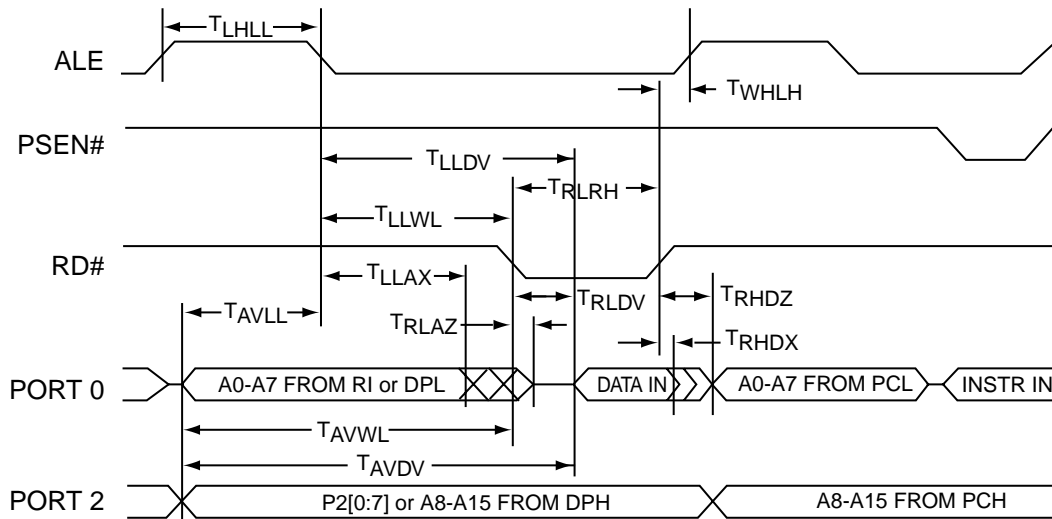 TLHLL
ALE
TWHLH
PSEN#
TLLDV
TRLRH
TLLWL
RD#
TLLAX
TRLDV
TRHDZ
TAVLL
TRLAZ
TRHDX
PORT 0
A0-A7 FROM RI or DPL
DATA IN
A0-A7 FROM PCL
INSTR IN
TAVWL
TAVDV
PORT 2
P2[0:7] or A8-A15 FROM DPH
A8-A15 FROM PCH